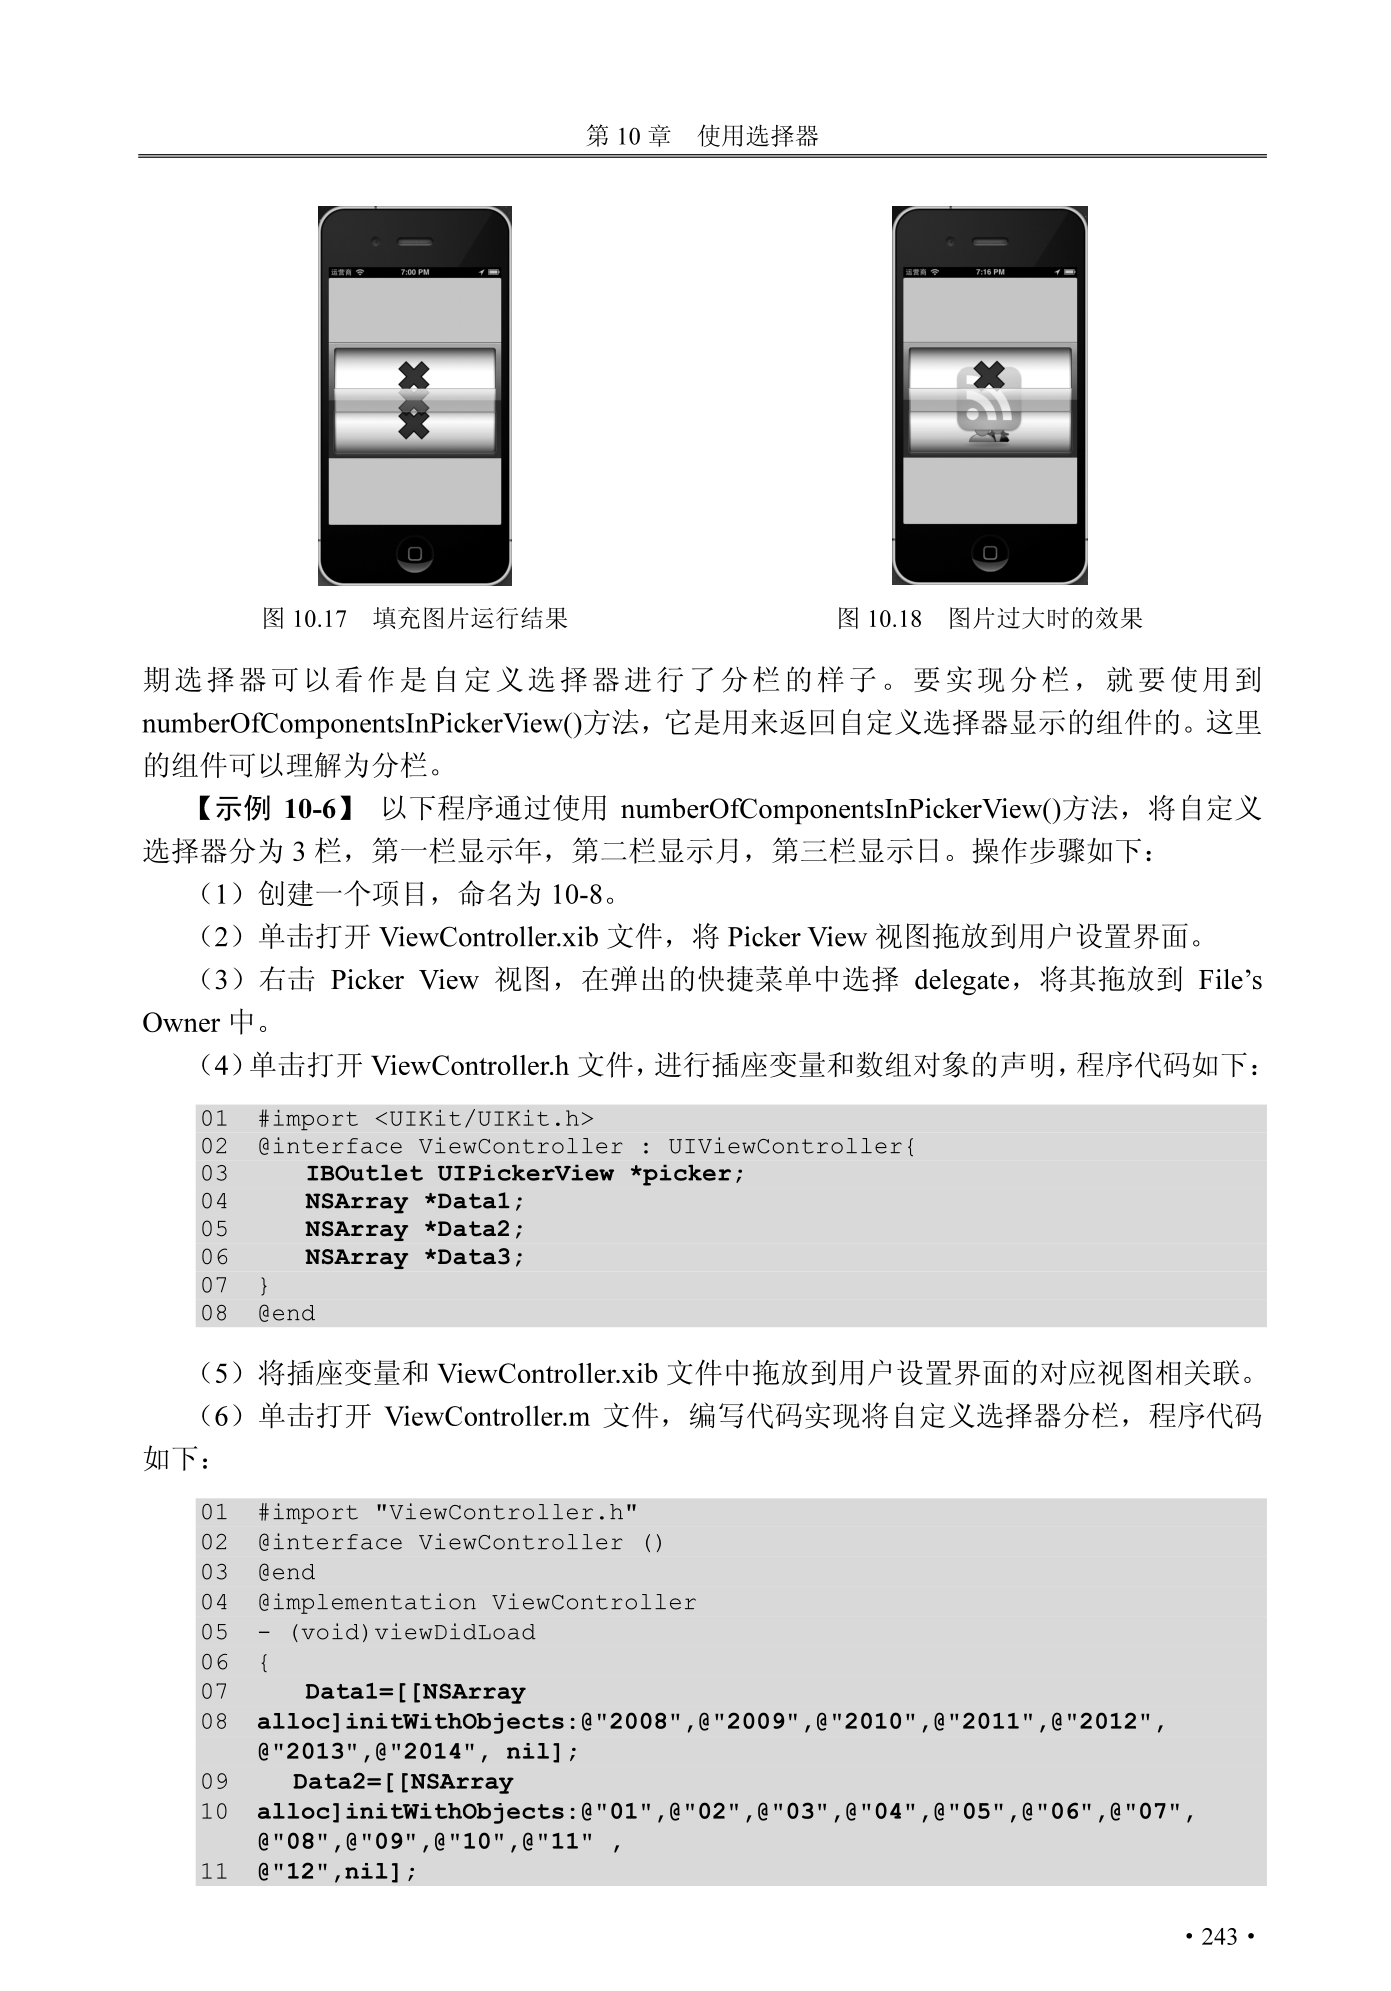 第 10 章　使用选择器
运营商 7:00 PM
运营商 7:16 PM
图 10.17　填充图片运行结果
图 10.18　图片过大时的效果
期选择器可以看作是自定义选择器进行了分栏的样子。要实现分栏，就要使用到
numberOfComponentsInPickerView()方法，它是用来返回自定义选择器显示的组件的。这里
的组件可以理解为分栏。
【示例 10-6】 以下程序通过使用 numberOfComponentsInPickerView()方法，将自定义
选择器分为 3 栏，第一栏显示年，第二栏显示月，第三栏显示日。操作步骤如下：
（1）创建一个项目，命名为 10-8。
（2）单击打开 ViewController.xib 文件，将 Picker View 视图拖放到用户设置界面。
（3）右击 Picker View 视图，在弹出的快捷菜单中选择 delegate，将其拖放到 File’s
Owner 中。
（4）单击打开 ViewController.h 文件，进行插座变量和数组对象的声明，程序代码如下：
01 #import <UIKit/UIKit.h>
02 @interface ViewController : UIViewController{
03 IBOutlet UIPickerView *picker;
04 NSArray *Data1;
05 NSArray *Data2;
06 NSArray *Data3;
07 }
08 @end
（5）将插座变量和 ViewController.xib 文件中拖放到用户设置界面的对应视图相关联。
（6）单击打开 ViewController.m 文件，编写代码实现将自定义选择器分栏，程序代码
如下：
01 #import "ViewController.h"
02 @interface ViewController ()
03 @end
04 @implementation ViewController
05 - (void)viewDidLoad
06 {
07 Data1=[[NSArray
08 alloc]initWithObjects:@"2008",@"2009",@"2010",@"2011",@"2012",
@"2013",@"2014", nil];
09 Data2=[[NSArray
10 alloc]initWithObjects:@"01",@"02",@"03",@"04",@"05",@"06",@"07",
@"08",@"09",@"10",@"11" ,
11 @"12",nil];
·243·